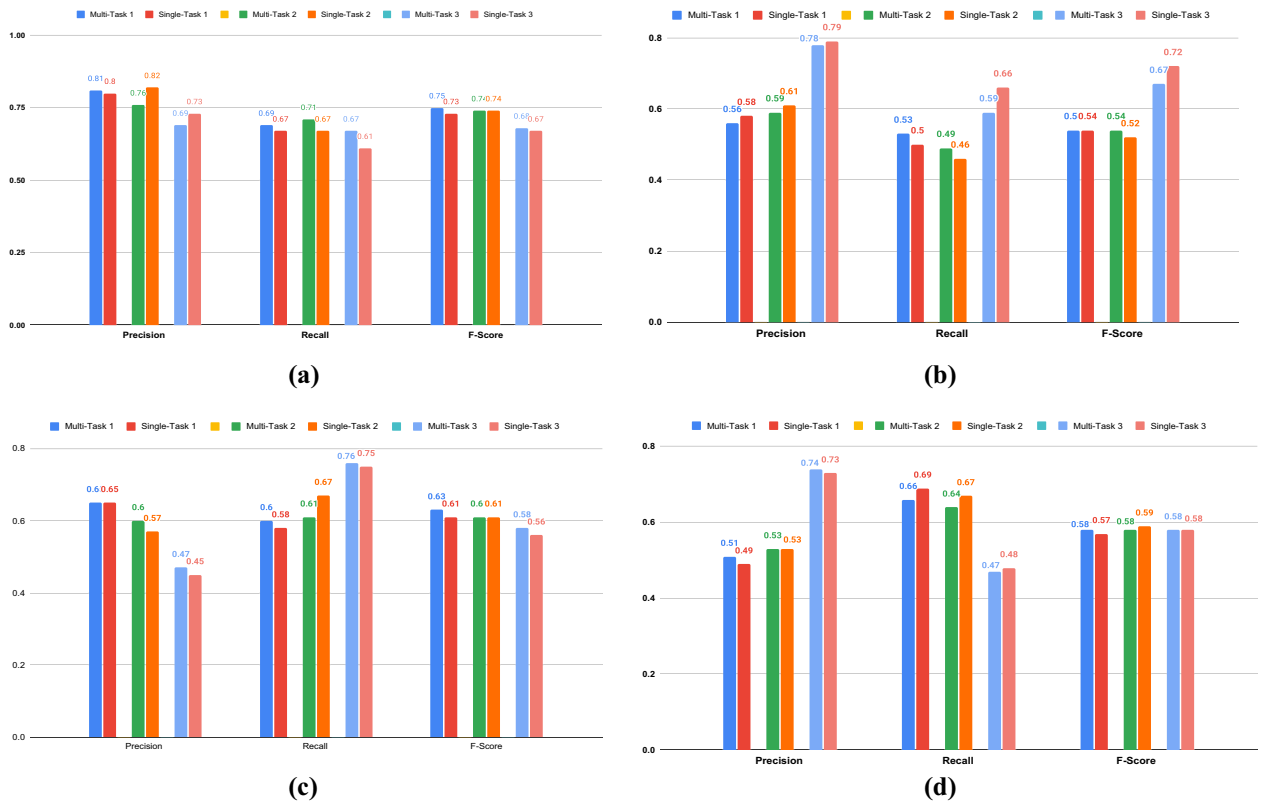 Multi-Task 1 Single-Task 1 Multi-Task 2 Single-Task 2 Multi-Task 3 Single-Task 3
1.00
0.75
0.50
0.25
0.00
0.81 0.8 0.76 0.82 0.69 0.73
0.69 0.67 0.71 0.67 0.67 0.61
0.75 0.73 0.74 0.74 0.68 0.67
Precision Recall F-Score
(a)
Multi-Task 1 Single-Task 1 Multi-Task 2 Single-Task 2 Multi-Task 3 Single-Task 3
0.8
0.6
0.4
0.2
0.0
0.56 0.58 0.59 0.61 0.78 0.79
0.53 0.5 0.49 0.46 0.59 0.66
0.5 0.54 0.54 0.52 0.67 0.72
Precision Recall F-Score
(b)
Multi-Task 1 Single-Task 1 Multi-Task 2 Single-Task 2 Multi-Task 3 Single-Task 3
0.8
0.6
0.4
0.2
0.0
0.6 0.65 0.6 0.57 0.47 0.45
0.6 0.58 0.61 0.67 0.76 0.75
0.63 0.61 0.6 0.61 0.58 0.56
Precision Recall F-Score
(c)
Multi-Task 1 Single-Task 1 Multi-Task 2 Single-Task 2 Multi-Task 3 Single-Task 3
0.8
0.6
0.4
0.2
0.0
0.51 0.49 0.53 0.53 0.74 0.73
0.66 0.69 0.64 0.67 0.47 0.48
0.58 0.57 0.58 0.59 0.58 0.58
Precision Recall F-Score
(d)